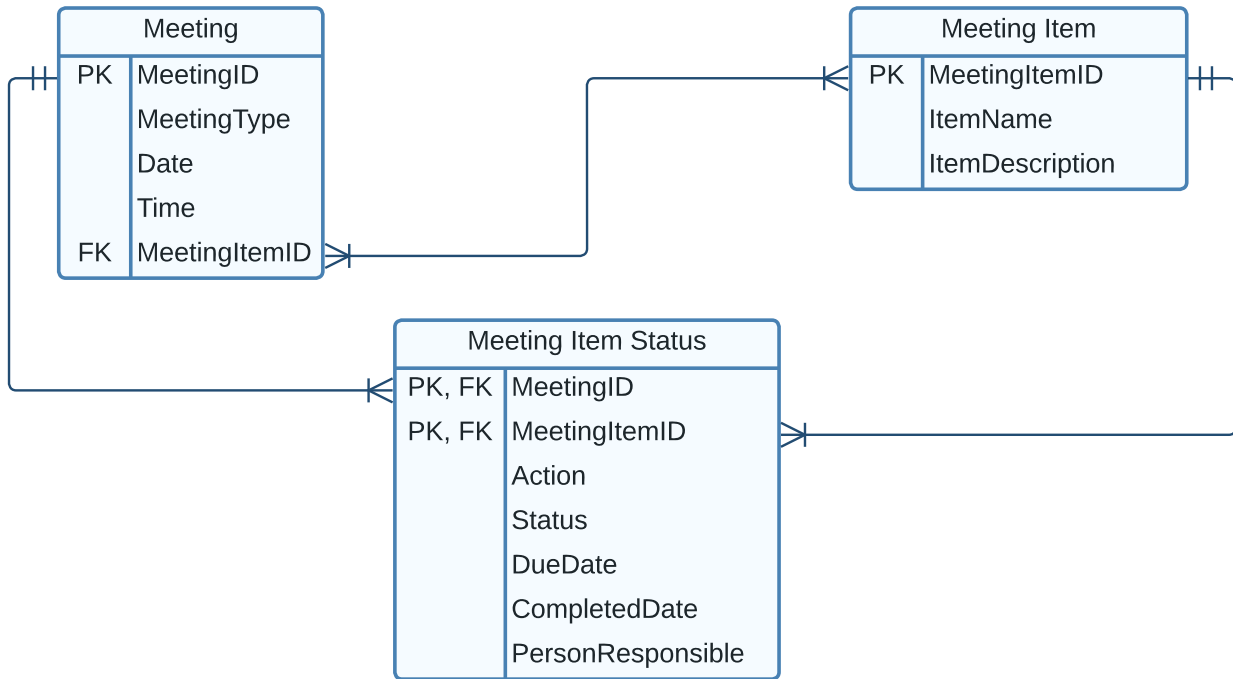 Meeting
PK MeetingID
MeetingType
Date
Time
FK MeetingItemID
Meeting Item
PK MeetingItemID
ItemName
ItemDescription
Meeting Item Status
PK, FK MeetingID
PK, FK MeetingItemID
Action
Status
DueDate
CompletedDate
PersonResponsible